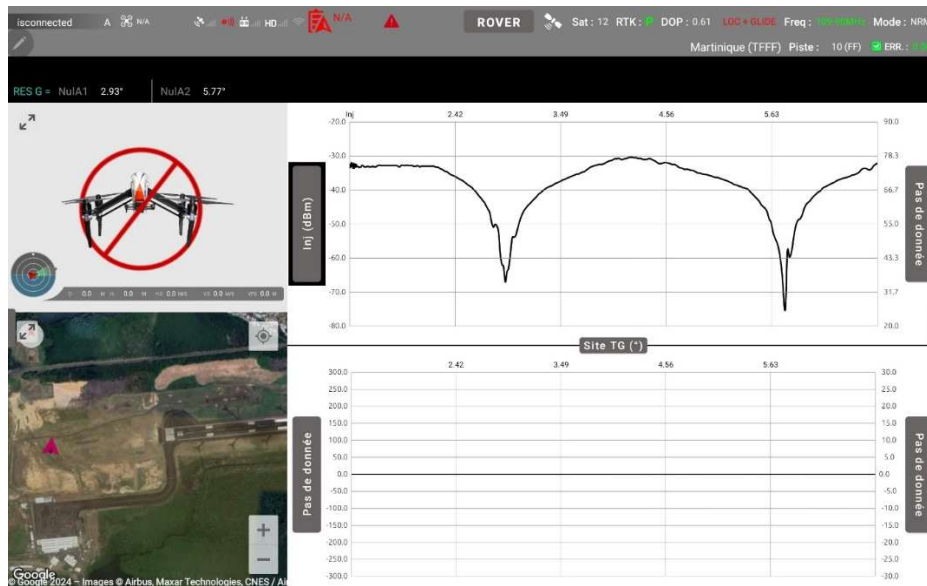 isconnected A N/A HD N/A ROVER Sat : 12 RTK : P DOP : 0.61 LOC + GLIDE Freq : Mode : NRM
Martinique (TFFF) Piste : 10 (FF) ERR. :
RES G = NulA1 2.93° NulA2 5.77°
Inj 2.42 3.49 4.56 5.63
-20.0 90.0
-30.0 78.3
-40.0 66.7
-50.0 55.0
-60.0 43.3
-70.0 31.7
-80.0 20.0
Inj (dBm)
Pas de donnée
Site TG (°)
2.42 3.49 4.56 5.63
300.0 30.0
250.0 25.0
200.0 20.0
150.0 15.0
100.0 10.0
50.0 5.0
0.0 0.0
-50.0 -5.0
-100.0 -10.0
-150.0 -15.0
-200.0 -20.0
-250.0 -25.0
-300.0 -30.0
Pas de donnée
Pas de donnée
Google
© Google 2024 – Images © Airbus, Maxar Technologies, CNES / Ai